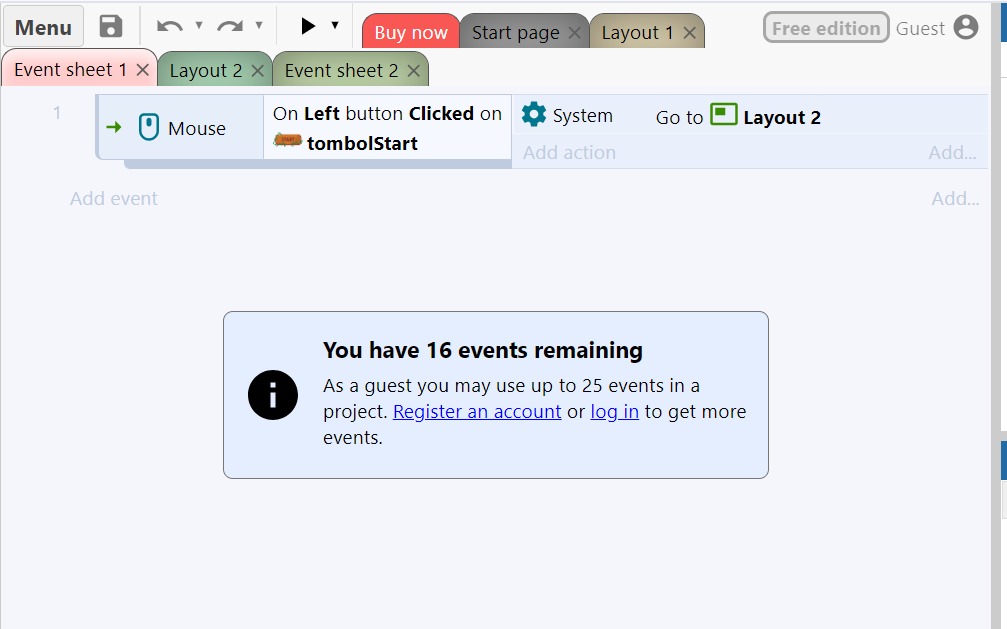 Menu
Buy now
Start page
Layout 1
Free edition
Guest
Event sheet 1
Layout 2
Event sheet 2
1
Mouse
On Left button Clicked on
tombolStart
System
Go to Layout 2
Add action
Add...
Add event
Add...
You have 16 events remaining
As a guest you may use up to 25 events in a
project. Register an account or log in to get more
events.